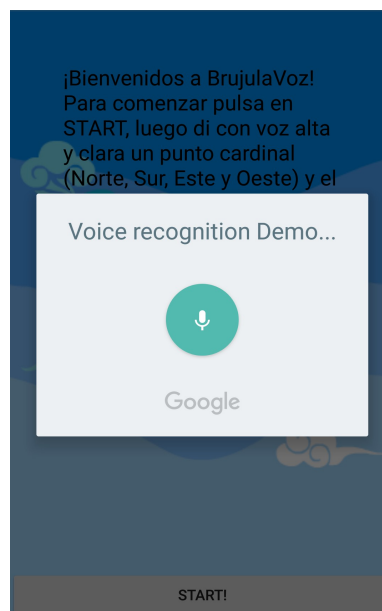 ¡Bienvenidos a BrujulaVoz!
Para comenzar pulsa en
START, luego di con voz alta
y clara un punto cardinal
(Norte, Sur, Este y Oeste) y el
Voice recognition Demo...
Google
START!